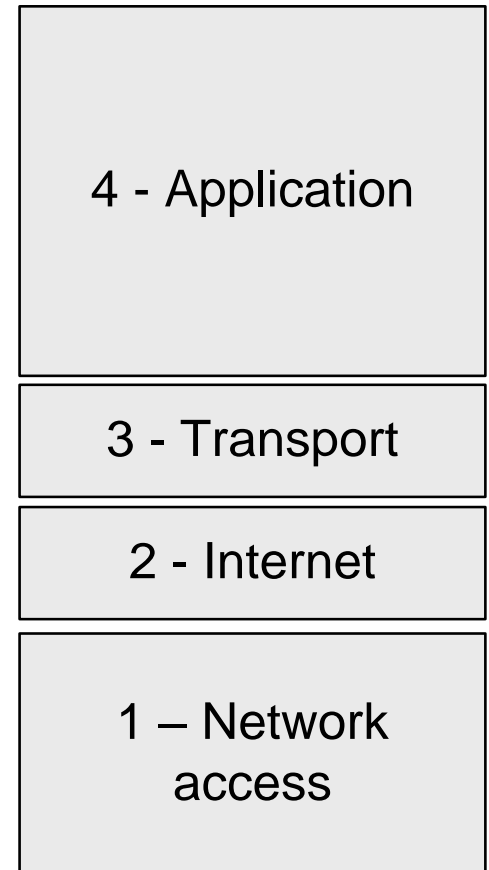 4 - Application
3 - Transport
2 - Internet
1 – Network
access